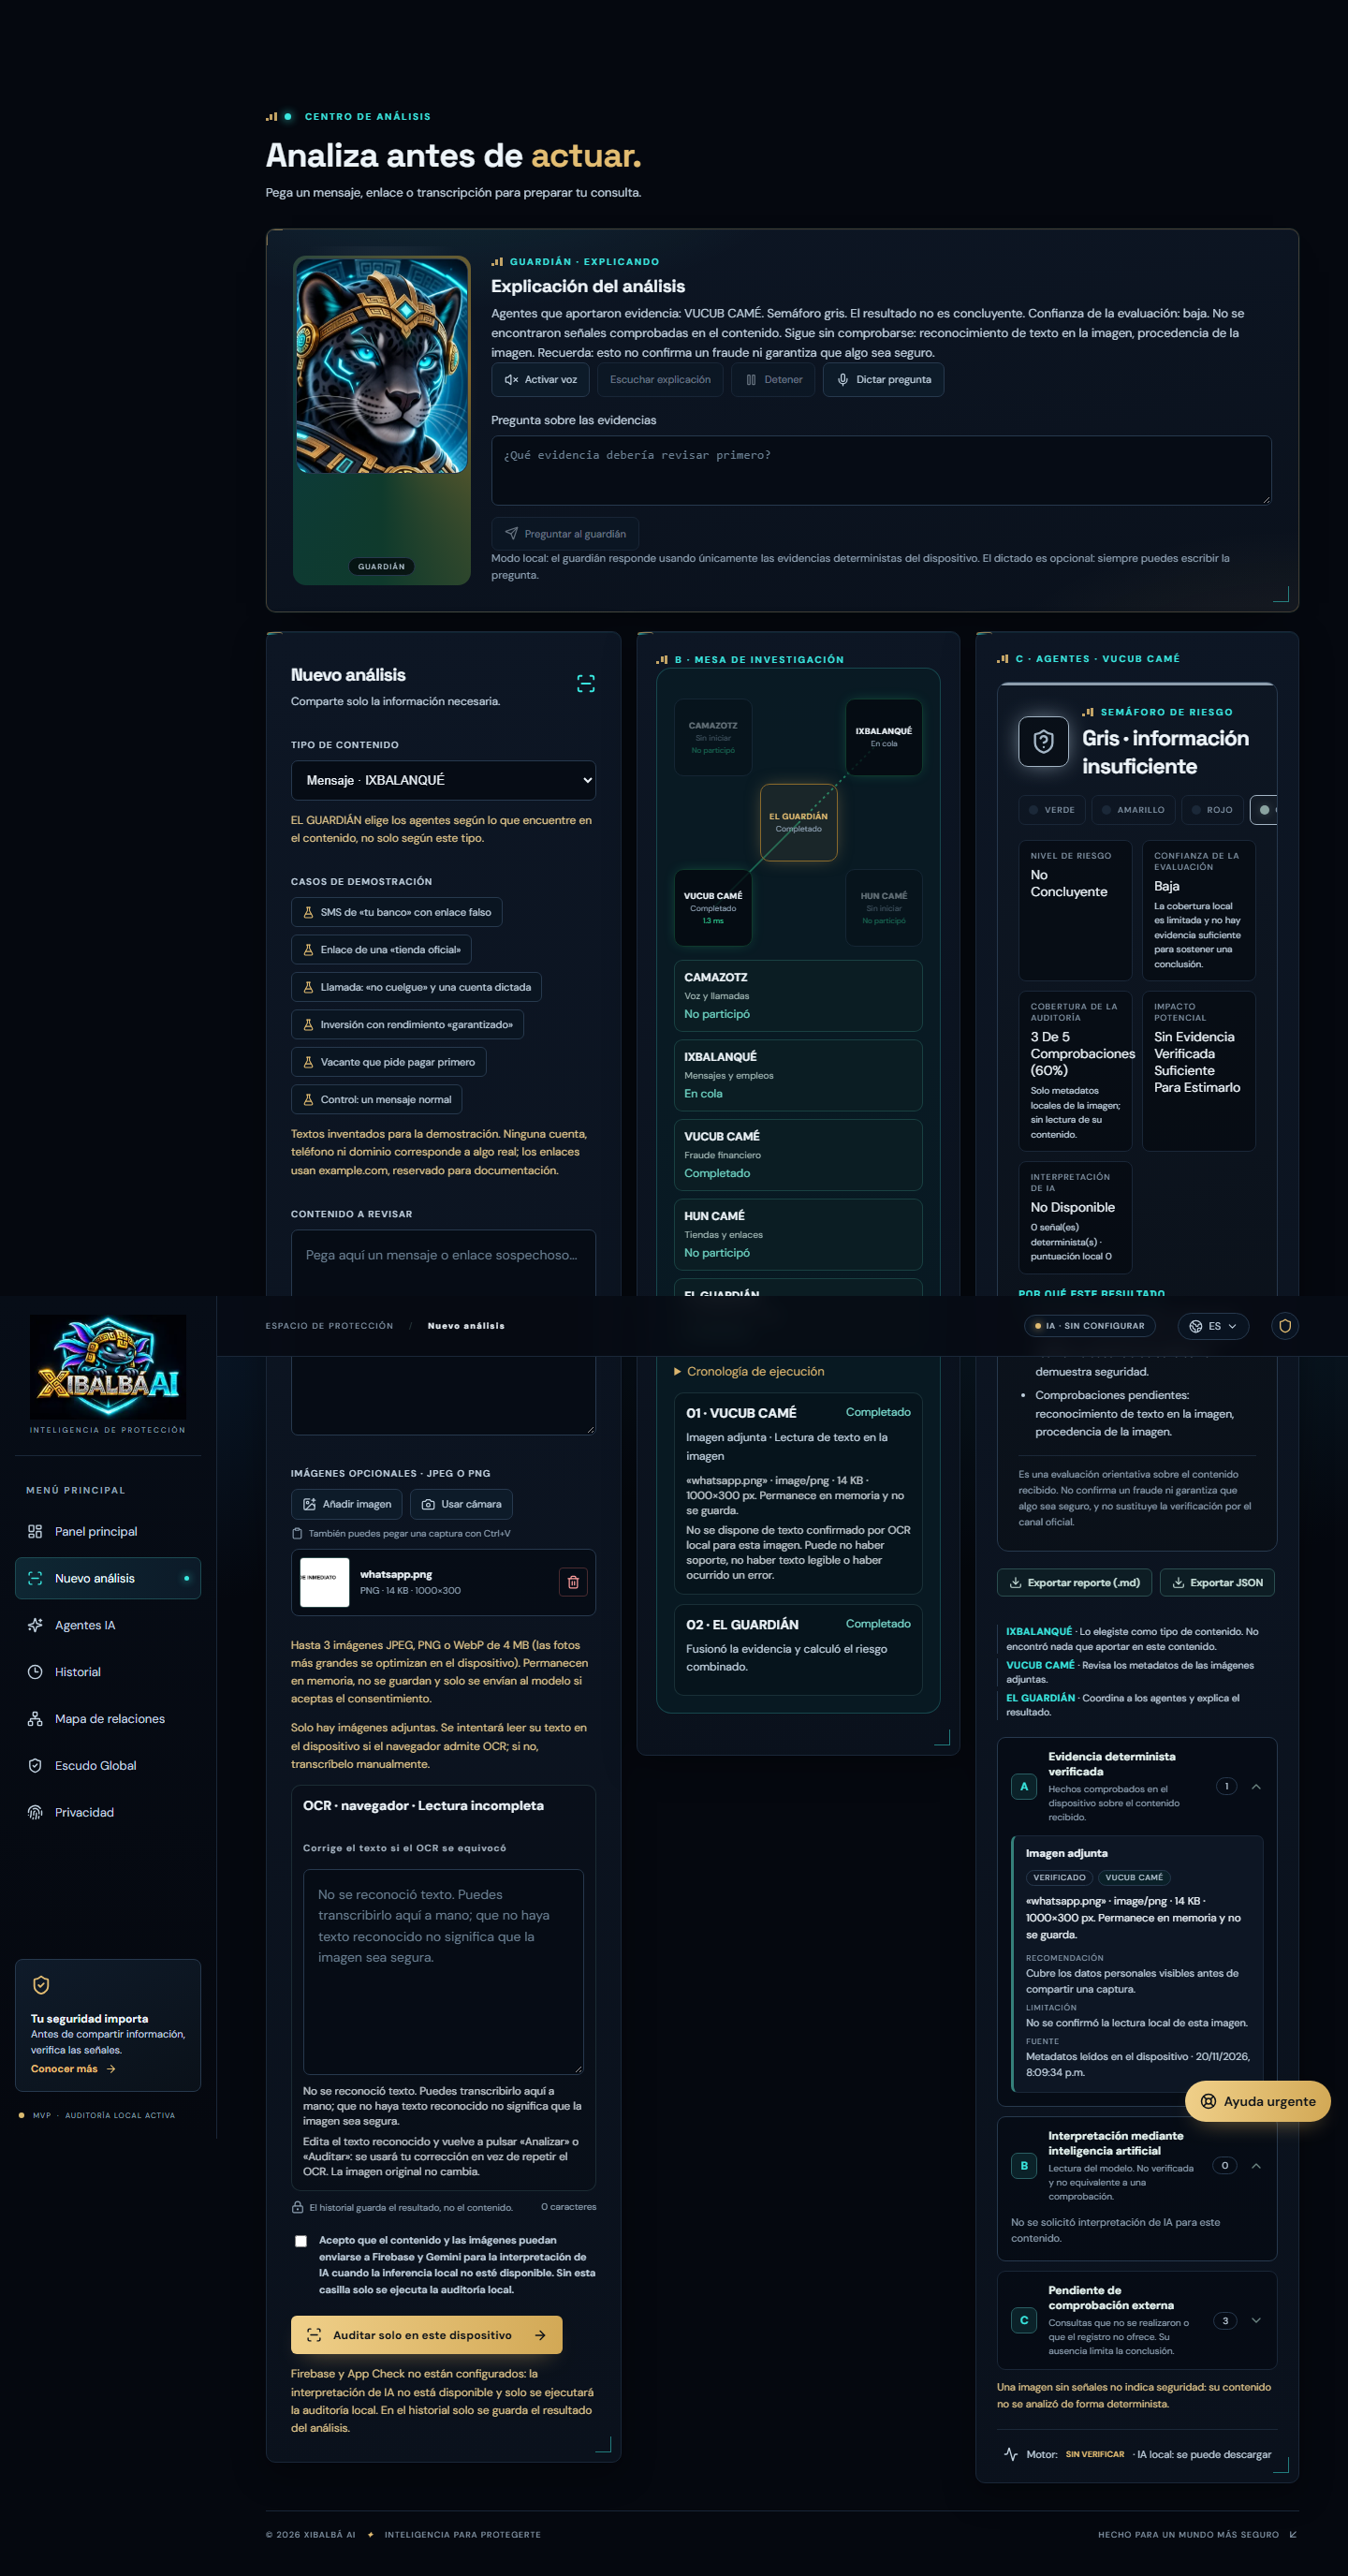 CENTRO DE ANÁLISIS
Analiza antes de actuar.
Pega un mensaje, enlace o transcripción para preparar tu consulta.
GUARDIÁN
GUARDIÁN · EXPLICANDO
Explicación del análisis
Agentes que aportaron evidencia: VUCUB CAMÉ. Semáforo gris. El resultado no es concluyente. Confianza de la evaluación: baja. No se
encontraron señales comprobadas en el contenido. Sigue sin comprobarse: reconocimiento de texto en la imagen, procedencia de la
imagen. Recuerda: esto no confirma un fraude ni garantiza que algo sea seguro.
Activar voz
Escuchar explicación
Detener
Dictar pregunta
Pregunta sobre las evidencias
¿Qué evidencia debería revisar primero?
Preguntar al guardián
Modo local: el guardián responde usando únicamente las evidencias deterministas del dispositivo. El dictado es opcional: siempre puedes escribir la
pregunta.
Nuevo análisis
Comparte solo la información necesaria.
TIPO DE CONTENIDO
Mensaje · IXBALANQUÉ
EL GUARDIÁN elige los agentes según lo que encuentre en
el contenido, no solo según este tipo.
CASOS DE DEMOSTRACIÓN
SMS de «tu banco» con enlace falso
Enlace de una «tienda oficial»
Llamada: «no cuelgue» y una cuenta dictada
Inversión con rendimiento «garantizado»
Vacante que pide pagar primero
Control: un mensaje normal
Textos inventados para la demostración. Ninguna cuenta,
teléfono ni dominio corresponde a algo real; los enlaces
usan example.com, reservado para documentación.
CONTENIDO A REVISAR
Pega aquí un mensaje o enlace sospechoso...
B · MESA DE INVESTIGACIÓN
CAMAZOTZ
Sin iniciar
No participó
IXBALANQUÉ
En cola
EL GUARDIÁN
Completado
VUCUB CAMÉ
Completado
1.3 ms
HUN CAMÉ
Sin iniciar
No participó
CAMAZOTZ
Voz y llamadas
No participó
IXBALANQUÉ
Mensajes y empleos
En cola
VUCUB CAMÉ
Fraude financiero
Completado
HUN CAMÉ
Tiendas y enlaces
No participó
EL GUARDIÁN
C · AGENTES · VUCUB CAMÉ
SEMÁFORO DE RIESGO
Gris · información
insuficiente
VERDE
AMARILLO
ROJO
NIVEL DE RIESGO
No
Concluyente
CONFIANZA DE LA
EVALUACIÓN
Baja
La cobertura local
es limitada y no hay
evidencia suficiente
para sostener una
conclusión.
COBERTURA DE LA
AUDITORÍA
3 De 5
Comprobaciones
(60%)
Solo metadatos
locales de la imagen;
sin lectura de su
contenido.
IMPACTO
POTENCIAL
Sin Evidencia
Verificada
Suficiente
Para Estimarlo
INTERPRETACIÓN
DE IA
No Disponible
0 señal(es)
determinista(s) ·
puntuación local 0
POR QUÉ ESTE RESULTADO
XIBALBÁ AI
INTELIGENCIA DE PROTECCIÓN
MENÚ PRINCIPAL
Panel principal
Nuevo análisis
Agentes IA
Historial
Mapa de relaciones
Escudo Global
Privacidad
Tu seguridad importa
Antes de compartir información,
verifica las señales.
Conocer más
MVP · AUDITORÍA LOCAL ACTIVA
ESPACIO DE PROTECCIÓN / Nuevo análisis
IA · SIN CONFIGURAR
ES
IMÁGENES OPCIONALES · JPEG O PNG
Añadir imagen
Usar cámara
También puedes pegar una captura con Ctrl+V
DE INMEDIATO
whatsapp.png
PNG · 14 KB · 1000×300
Hasta 3 imágenes JPEG, PNG o WebP de 4 MB (las fotos
más grandes se optimizan en el dispositivo). Permanecen
en memoria, no se guardan y solo se envían al modelo si
aceptas el consentimiento.
Solo hay imágenes adjuntas. Se intentará leer su texto en
el dispositivo si el navegador admite OCR; si no,
transcríbelo manualmente.
OCR · navegador · Lectura incompleta
Corrige el texto si el OCR se equivocó
No se reconoció texto. Puedes
transcribirlo aquí a mano; que no haya
texto reconocido no significa que la
imagen sea segura.
No se reconoció texto. Puedes transcribirlo aquí a
mano; que no haya texto reconocido no significa que la
imagen sea segura.
Edita el texto reconocido y vuelve a pulsar «Analizar» o
«Auditar»: se usará tu corrección en vez de repetir el
OCR. La imagen original no cambia.
El historial guarda el resultado, no el contenido.
0 caracteres
Acepto que el contenido y las imágenes puedan
enviarse a Firebase y Gemini para la interpretación de
IA cuando la inferencia local no esté disponible. Sin esta
casilla solo se ejecuta la auditoría local.
Auditar solo en este dispositivo
Firebase y App Check no están configurados: la
interpretación de IA no está disponible y solo se ejecutará
la auditoría local. En el historial solo se guarda el resultado
del análisis.
Cronología de ejecución
01 · VUCUB CAMÉ
Completado
Imagen adjunta · Lectura de texto en la
imagen
«whatsapp.png» · image/png · 14 KB ·
1000×300 px. Permanece en memoria y no
se guarda.
No se dispone de texto confirmado por OCR
local para esta imagen. Puede no haber
soporte, no haber texto legible o haber
ocurrido un error.
02 · EL GUARDIÁN
Completado
Fusionó la evidencia y calculó el riesgo
combinado.
demuestra seguridad.
• Comprobaciones pendientes:
reconocimiento de texto en la imagen,
procedencia de la imagen.
Es una evaluación orientativa sobre el contenido
recibido. No confirma un fraude ni garantiza que
algo sea seguro, y no sustituye la verificación por el
canal oficial.
Exportar reporte (.md)
Exportar JSON
IXBALANQUÉ · Lo elegiste como tipo de contenido. No
encontró nada que aportar en este contenido.
VUCUB CAMÉ · Revisa los metadatos de las imágenes
adjuntas.
EL GUARDIÁN · Coordina a los agentes y explica el
resultado.
A
Evidencia determinista
verificada
Hechos comprobados en el
dispositivo sobre el contenido
recibido.
1
Imagen adjunta
VERIFICADO
VUCUB CAMÉ
«whatsapp.png» · image/png · 14 KB ·
1000×300 px. Permanece en memoria y no
se guarda.
RECOMENDACIÓN
Cubre los datos personales visibles antes de
compartir una captura.
LIMITACIÓN
No se confirmó la lectura local de esta imagen.
FUENTE
Metadatos leídos en el dispositivo · 20/11/2026,
8:09:34 p.m.
Ayuda urgente
B
Interpretación mediante
inteligencia artificial
Lectura del modelo. No verificada
y no equivalente a una
comprobación.
0
No se solicitó interpretación de IA para este
contenido.
C
Pendiente de
comprobación externa
Consultas que no se realizaron o
que el registro no ofrece. Su
ausencia limita la conclusión.
3
Una imagen sin señales no indica seguridad: su contenido
no se analizó de forma determinista.
Motor: SIN VERIFICAR · IA local: se puede descargar
© 2026 XIBALBÁ AI
INTELIGENCIA PARA PROTEGERTE
HECHO PARA UN MUNDO MÁS SEGURO